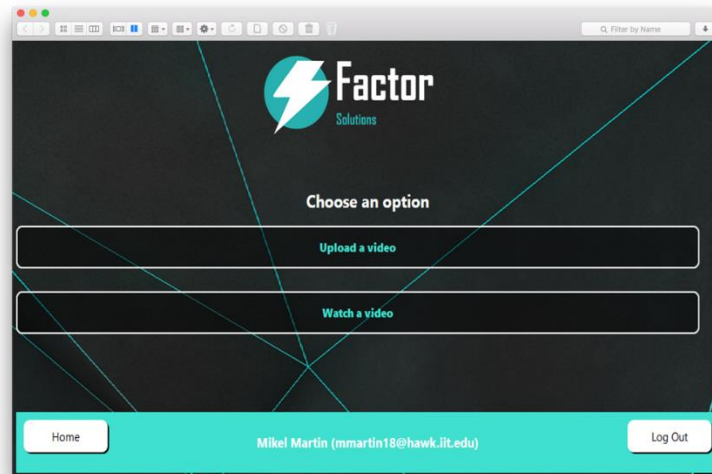 Filter by Name
Factor
Solutions
Choose an option
Upload a video
Watch a video
Home
Mikel Martin (mmartin18@hawk.iit.edu)
Log Out